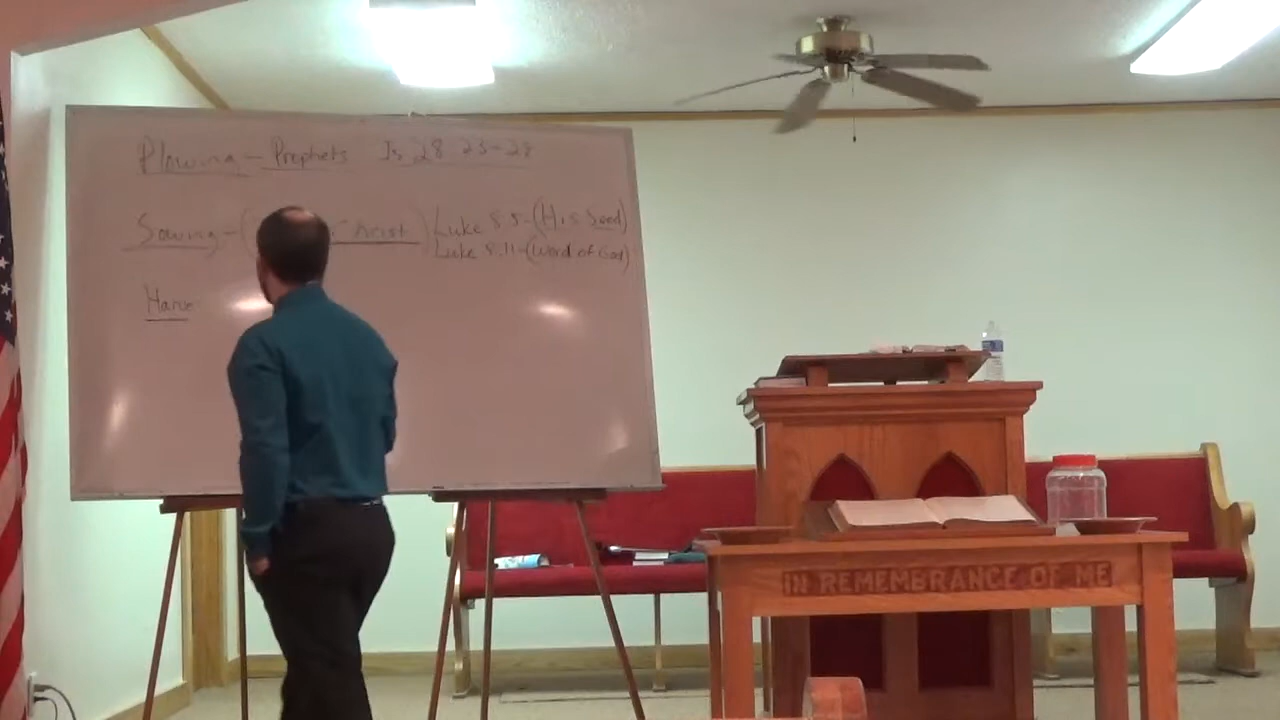 Plowing - Prophets Is 28 23-28
Sowing - ( Christ ) Luke 8:5-(His Seed)
Luke 8:11-(Word of God)
Harve
IN REMEMBRANCE OF ME